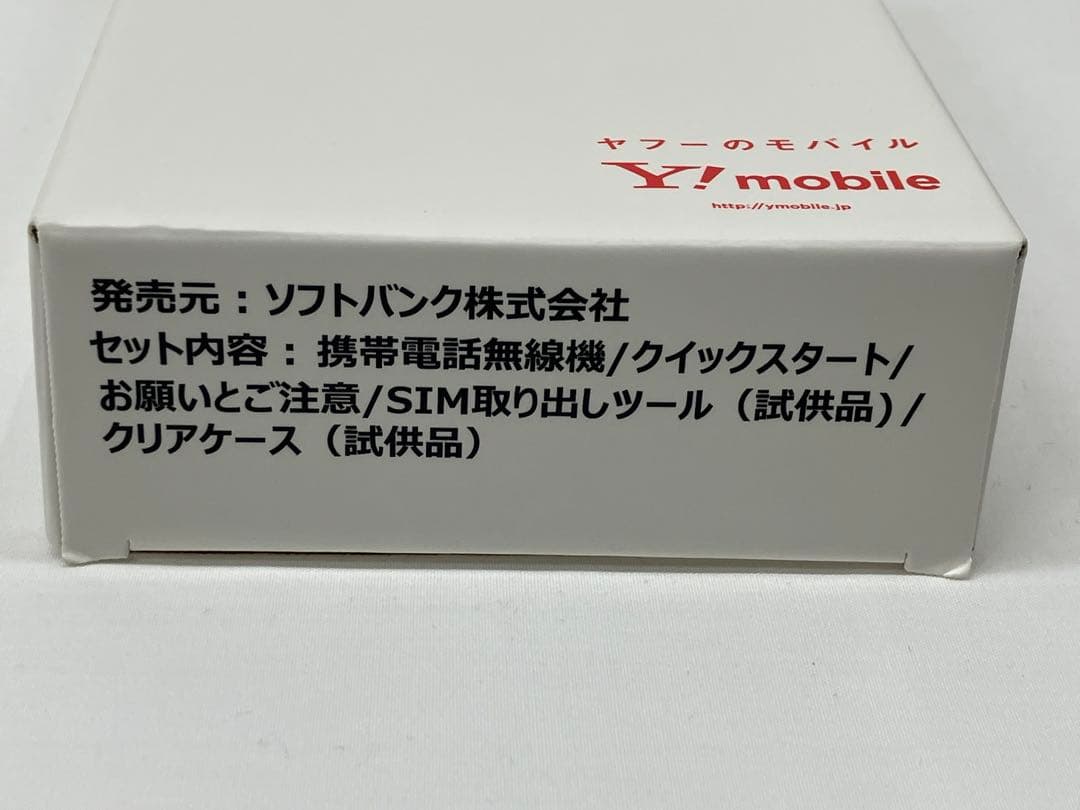 ヤフーのモバイル
Y! mobile
http://ymobile.jp
発売元：ソフトバンク株式会社
セット内容：携帯電話無線機/クイックスタート/
お願いとご注意/SIM取り出しツール（試供品)/
クリアケース（試供品）